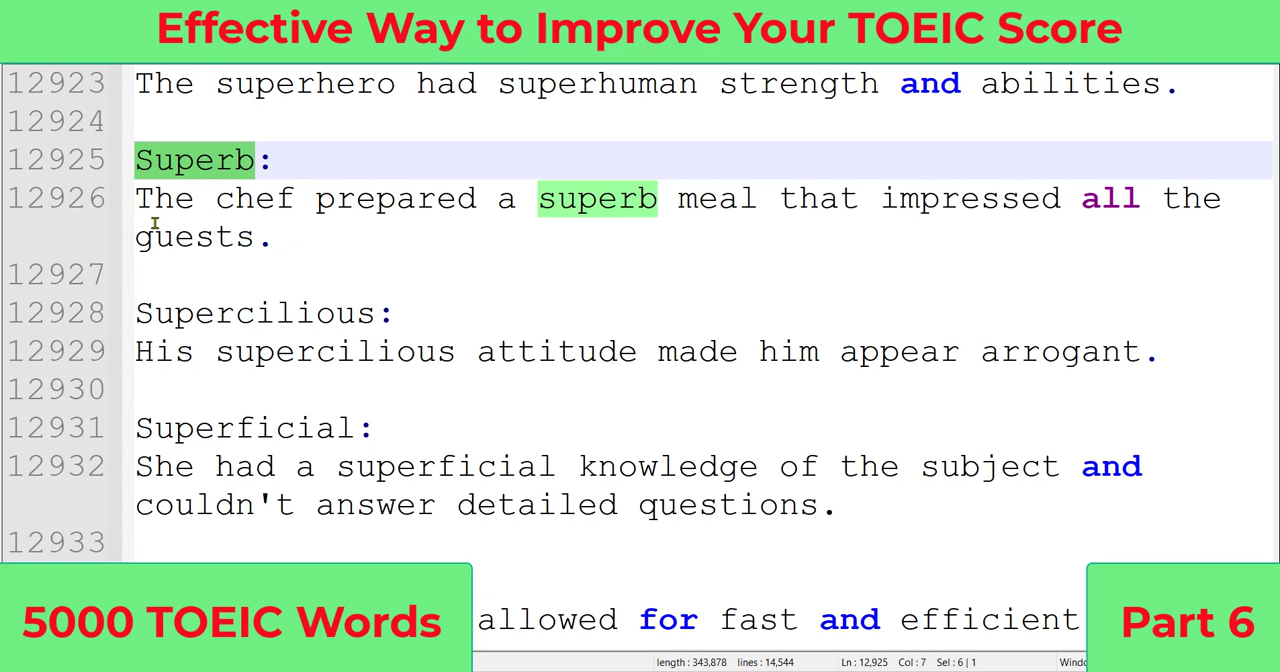 Effective Way to Improve Your TOEIC Score
12923 The superhero had superhuman strength and abilities.
12924
12925 Superb:
12926 The chef prepared a superb meal that impressed all the
guests.
12927
12928 Supercilious:
12929 His supercilious attitude made him appear arrogant.
12930
12931 Superficial:
12932 She had a superficial knowledge of the subject and
couldn't answer detailed questions.
12933
allowed for fast and efficient
5000 TOEIC Words
Part 6
length : 343,878 lines : 14,544 Ln : 12,925 Col : 7 Sel : 6 | 1